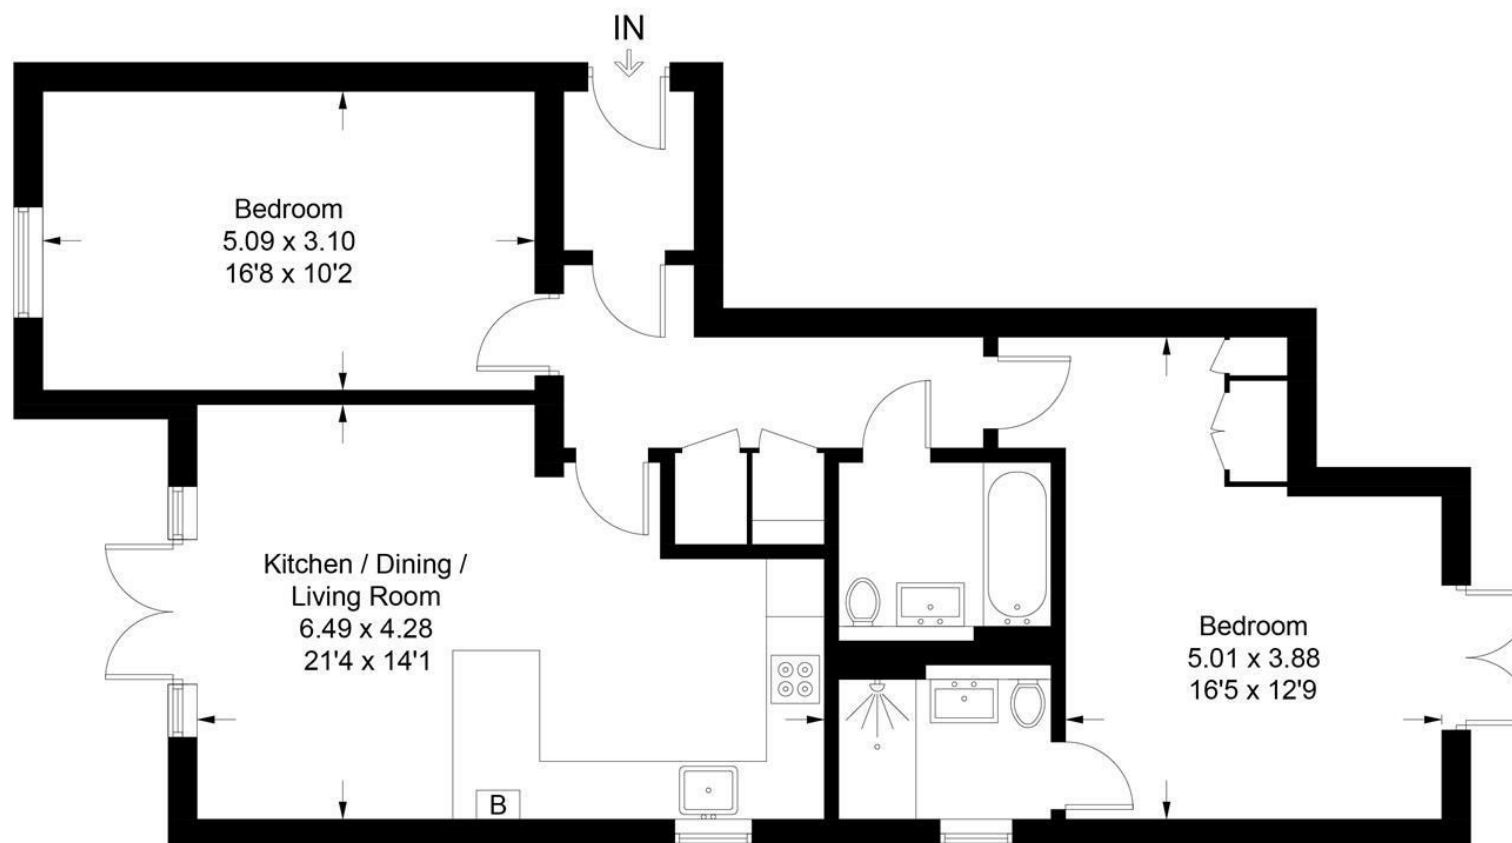 IN
Bedroom
5.09 x 3.10
16'8 x 10'2
Kitchen / Dining /
Living Room
6.49 x 4.28
21'4 x 14'1
B
Bedroom
5.01 x 3.88
16'5 x 12'9